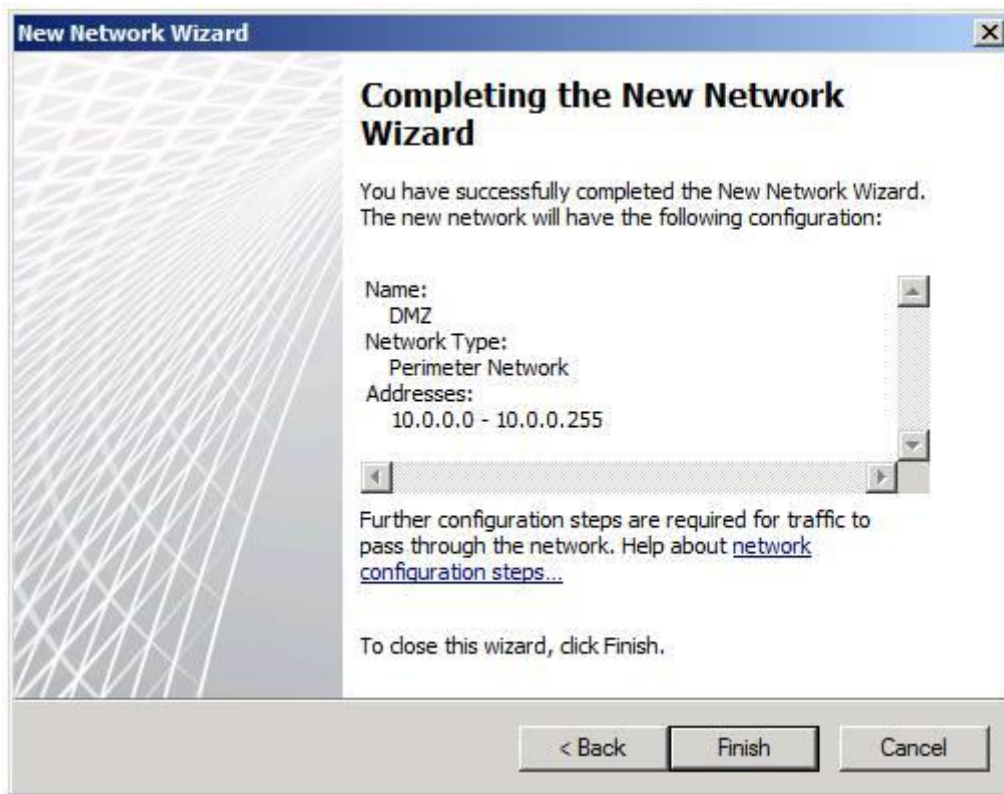 New Network Wizard
Completing the New Network
Wizard
You have successfully completed the New Network Wizard.
The new network will have the following configuration:
Name:
DMZ
Network Type:
Perimeter Network
Addresses:
10.0.0.0 - 10.0.0.255
Further configuration steps are required for traffic to
pass through the network. Help about network
configuration steps...
To close this wizard, click Finish.
< Back
Finish
Cancel